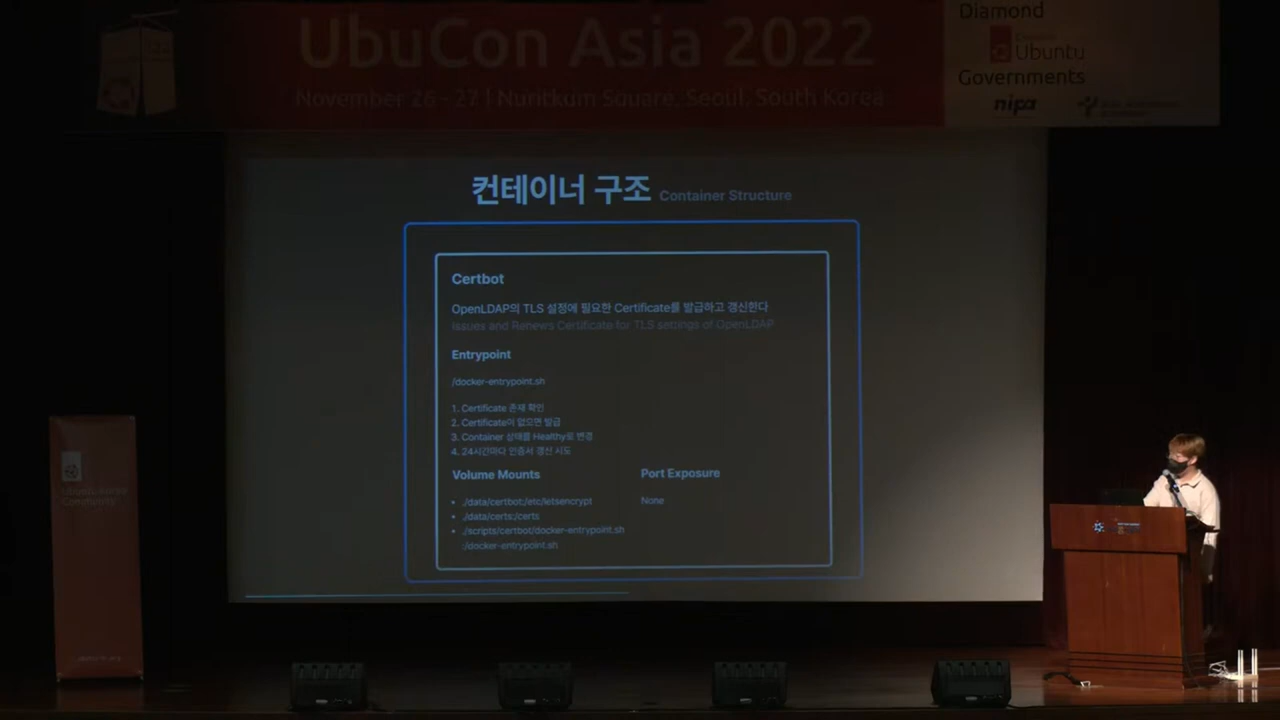 UbuCon Asia 2022
November 26 - 27 | Nuritkum Square, Seoul, South Korea
Diamond
Ubuntu
Governments
nipa
컨테이너 구조 Container Structure
Certbot
OpenLDAP의 TLS 설정에 필요한 Certificate를 발급하고 갱신한다
Issues and Renews Certificate for TLS settings of OpenLDAP
Entrypoint
/docker-entrypoint.sh
1. Certificate 존재 확인
2. Certificate이 없으면 발급
3. Container 상태를 Healthy로 변경
4. 24시간마다 인증서 갱신 시도
Volume Mounts
• ./data/certbot:/etc/letsencrypt
• ./data/certs:/certs
• ./scripts/certbot/docker-entrypoint.sh
:/docker-entrypoint.sh
Port Exposure
None
Ubuntu Korea
Community